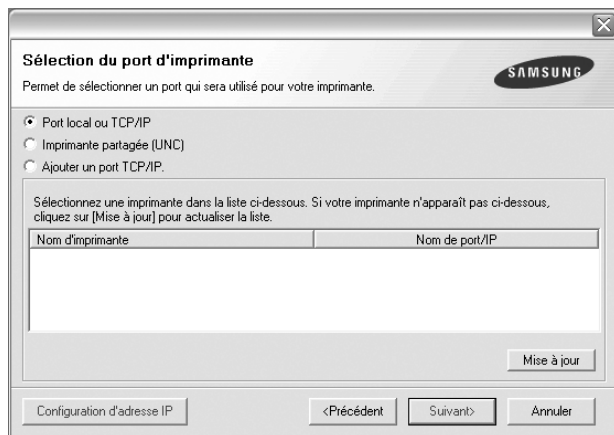 Sélection du port d'imprimante
Permet de sélectionner un port qui sera utilisé pour votre imprimante.
SAMSUNG
Port local ou TCP/IP
Imprimante partagée (UNC)
Ajouter un port TCP/IP.
Sélectionnez une imprimante dans la liste ci-dessous. Si votre imprimante n'apparaît pas ci-dessous,
cliquez sur [Mise à jour] pour actualiser la liste.
Nom d'imprimante Nom de port/IP
Mise à jour
Configuration d'adresse IP <Précédent Suivant> Annuler